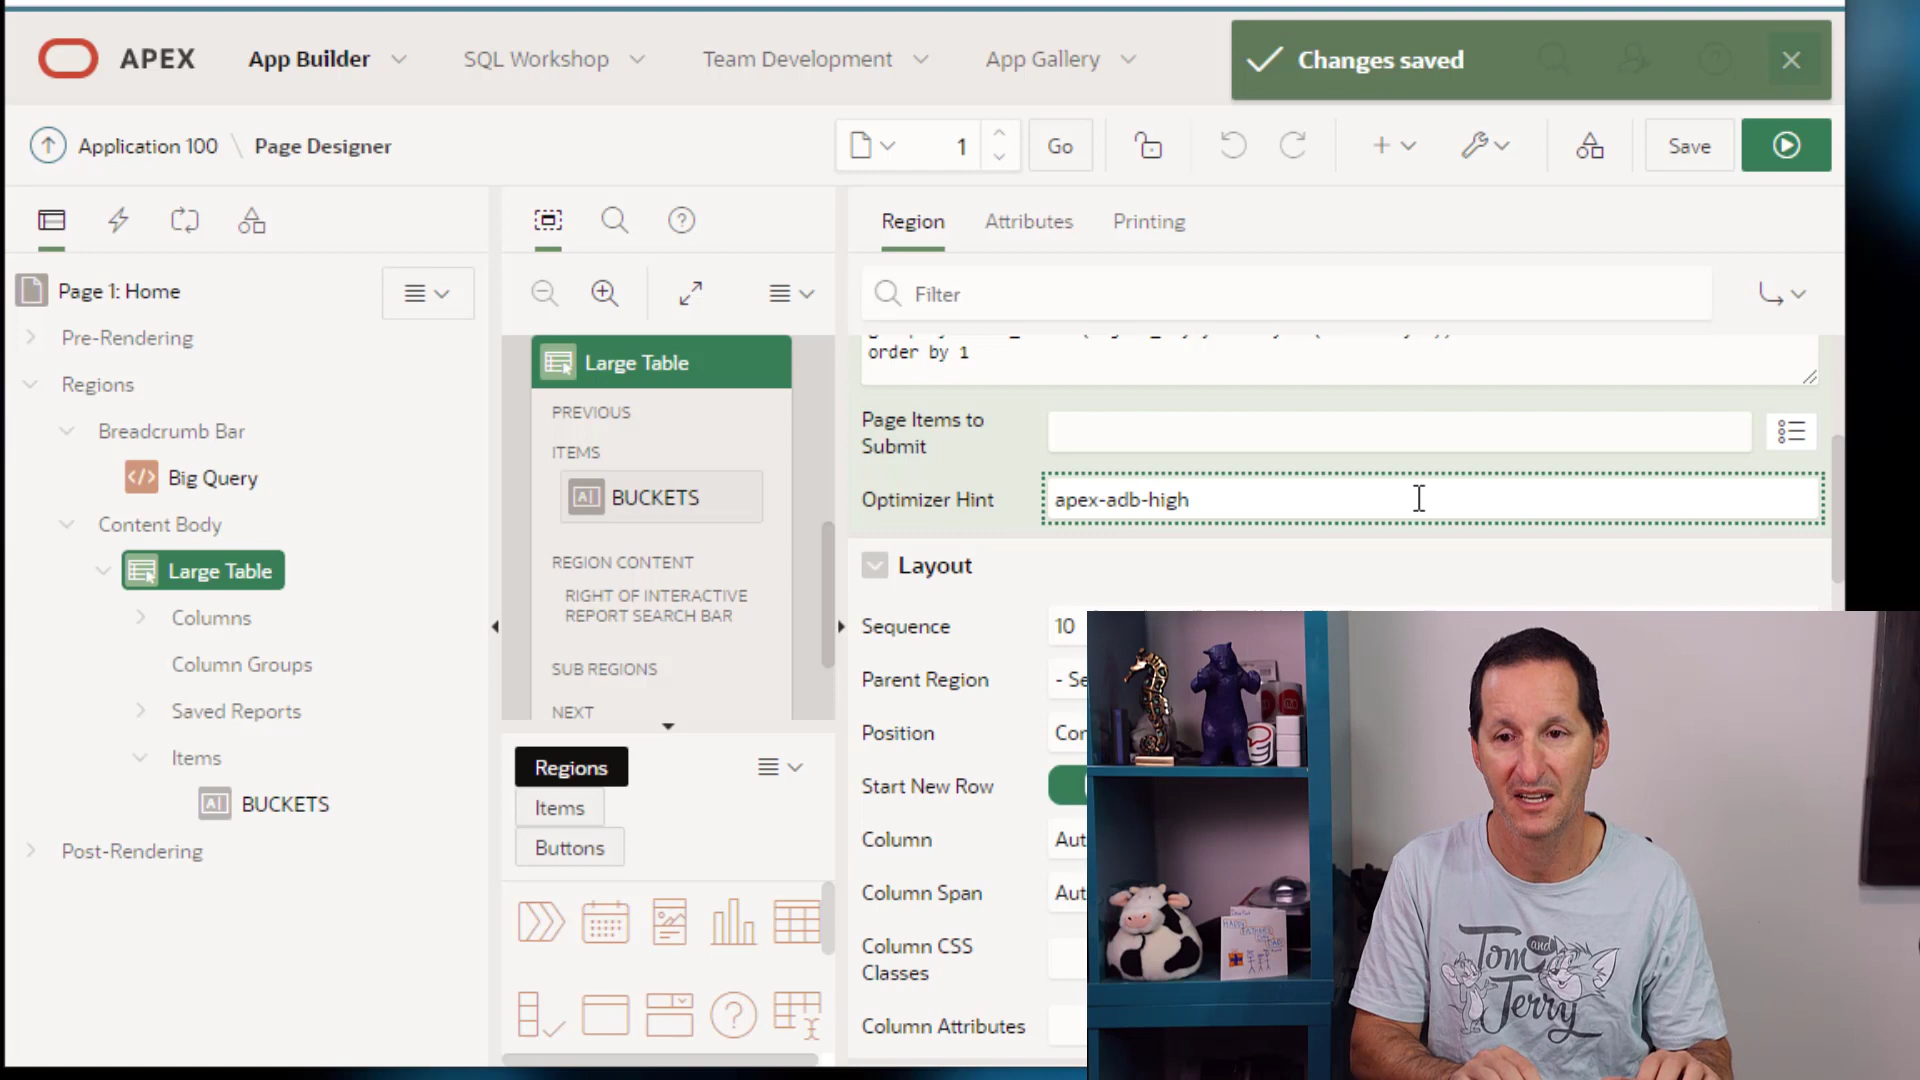 APEX
App Builder
SQL Workshop
Team Development
App Gallery
Changes saved
Application 100 \ Page Designer
1
Go
Save
Page 1: Home
Pre-Rendering
Regions
Breadcrumb Bar
Big Query
Content Body
Large Table
Columns
Column Groups
Saved Reports
Items
BUCKETS
Post-Rendering
Large Table
PREVIOUS
ITEMS
BUCKETS
REGION CONTENT
RIGHT OF INTERACTIVE
REPORT SEARCH BAR
SUB REGIONS
NEXT
Regions
Items
Buttons
Region
Attributes
Printing
Filter
order by 1
Page Items to
Submit
Optimizer Hint
apex-adb-high
Layout
Sequence
10
Parent Region
- Se
Position
Cor
Start New Row
Column
Aut
Column Span
Aut
Column CSS
Classes
Column Attributes
Tom and
Jerry